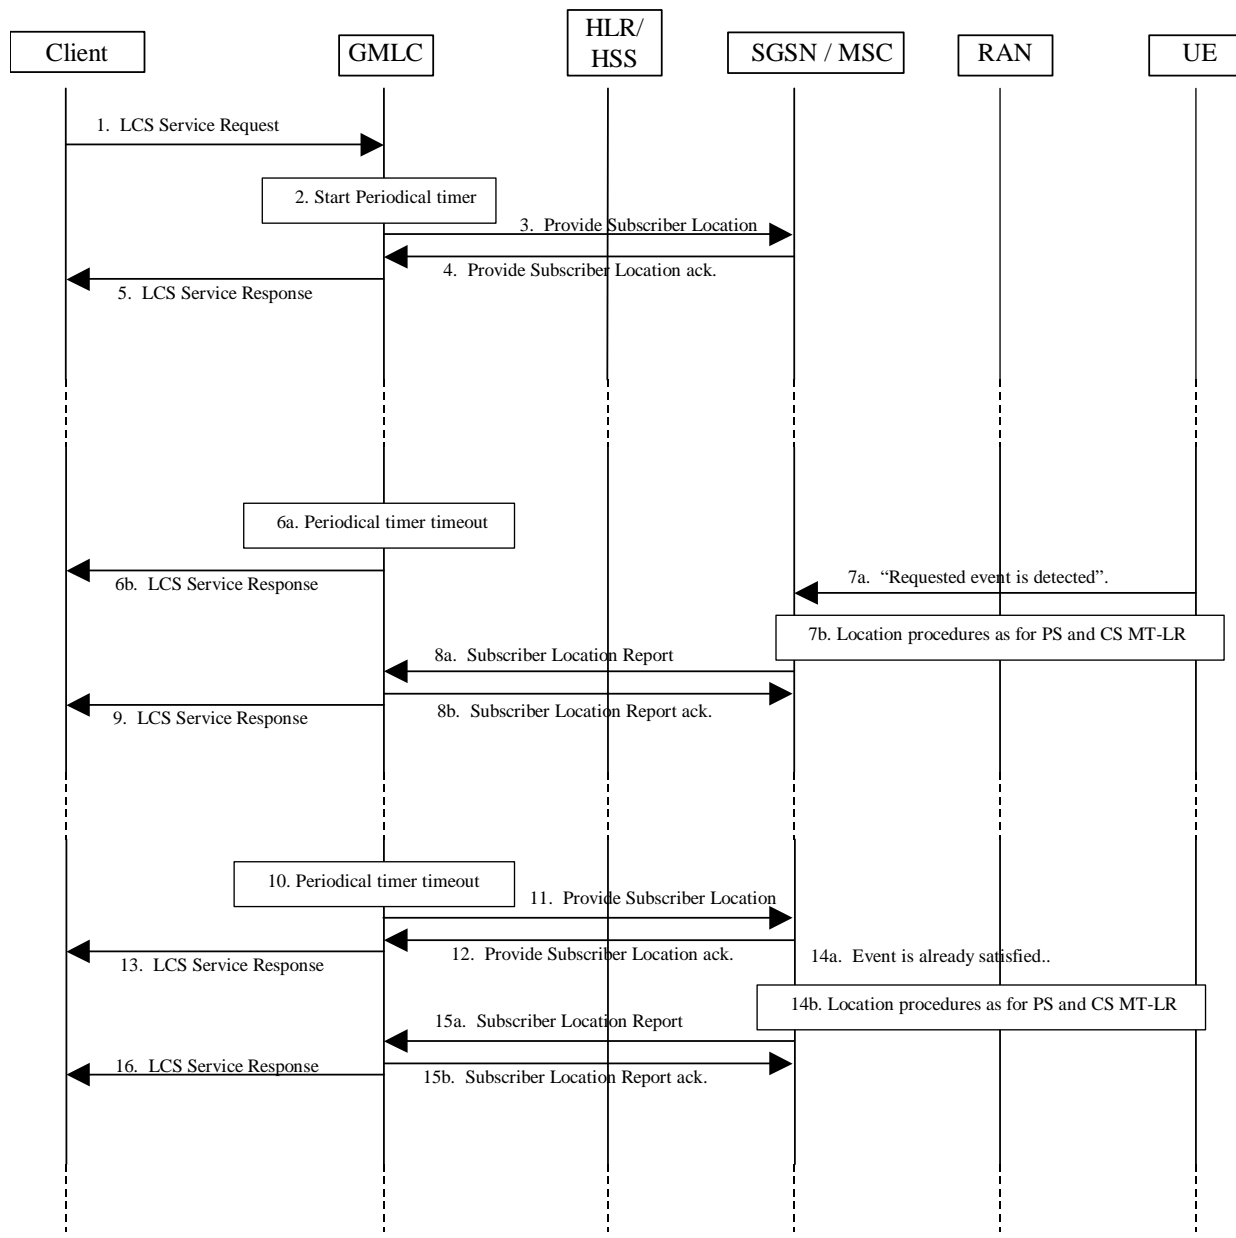 Client
GMLC
HLR/
HSS
SGSN / MSC
RAN
UE
1. LCS Service Request
2. Start Periodical timer
3. Provide Subscriber Location
4. Provide Subscriber Location ack.
5. LCS Service Response
6a. Periodical timer timeout
6b. LCS Service Response
7a. “Requested event is detected”.
7b. Location procedures as for PS and CS MT-LR
8a. Subscriber Location Report
8b. Subscriber Location Report ack.
9. LCS Service Response
10. Periodical timer timeout
11. Provide Subscriber Location
12. Provide Subscriber Location ack.
13. LCS Service Response
14a. Event is already satisfied..
14b. Location procedures as for PS and CS MT-LR
15a. Subscriber Location Report
16. LCS Service Response
15b. Subscriber Location Report ack.